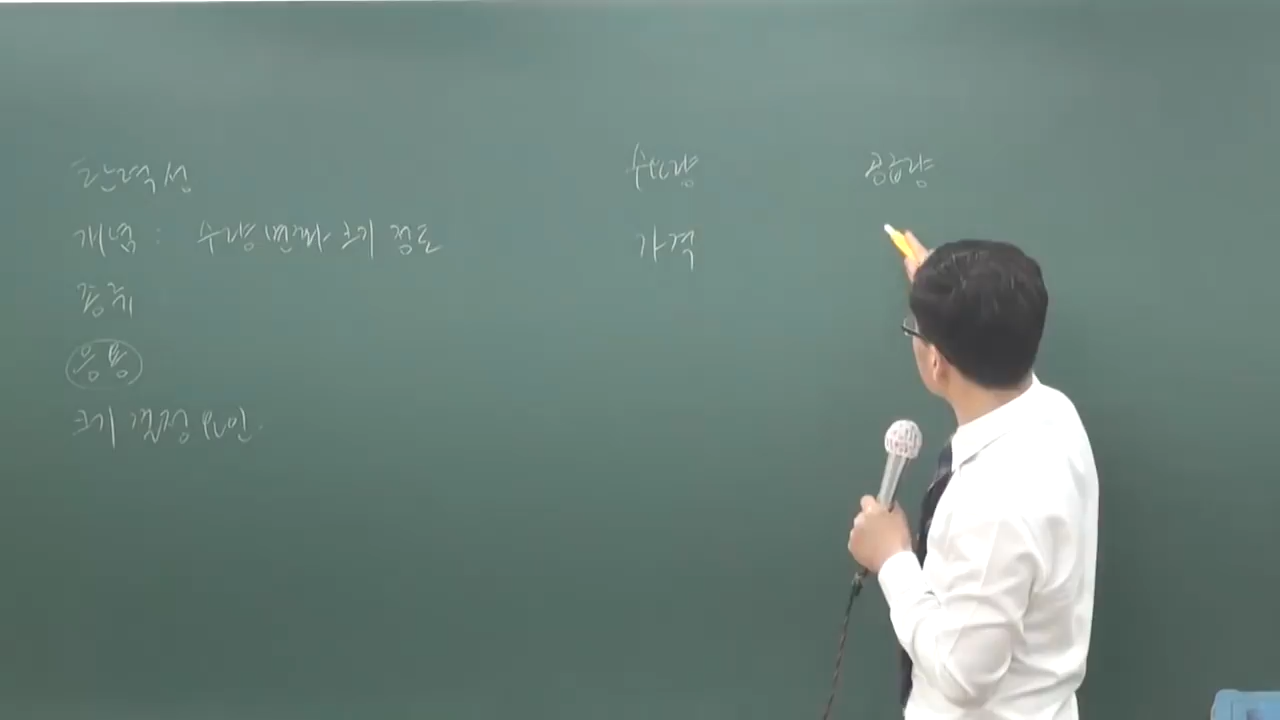 탄력성
개념 : 수량 변화 크기 정도
종류
응용
크기 결정 요인.
수요량
가격
공급량